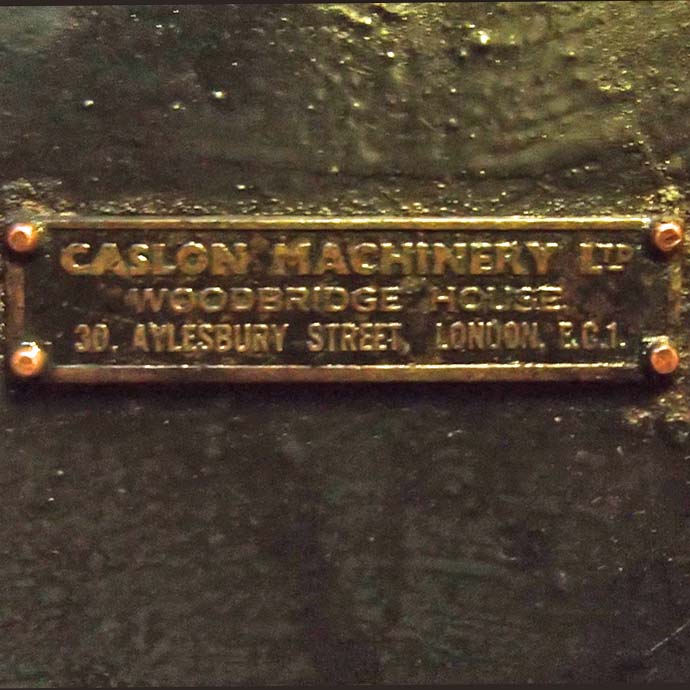 CASLON MACHINERY LTD
WOODBRIDGE HOUSE
30. AYLESBURY STREET, LONDON. E.C.1.